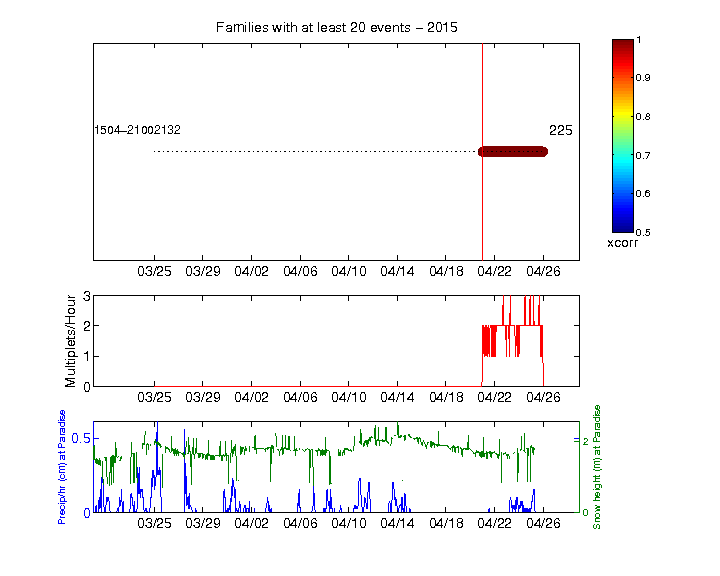 Families with at least 20 events – 2015
1504–21002132
225
03/25 03/29 04/02 04/06 04/10 04/14 04/18 04/22 04/26
1
0.9
0.8
0.7
0.6
0.5
xcorr
Multiplets/Hour
3
2
1
0
03/25 03/29 04/02 04/06 04/10 04/14 04/18 04/22 04/26
Precip/hr (cm) at Paradise
0.5
0
03/25 03/29 04/02 04/06 04/10 04/14 04/18 04/22 04/26
2
0
Snow height (m) at Paradise